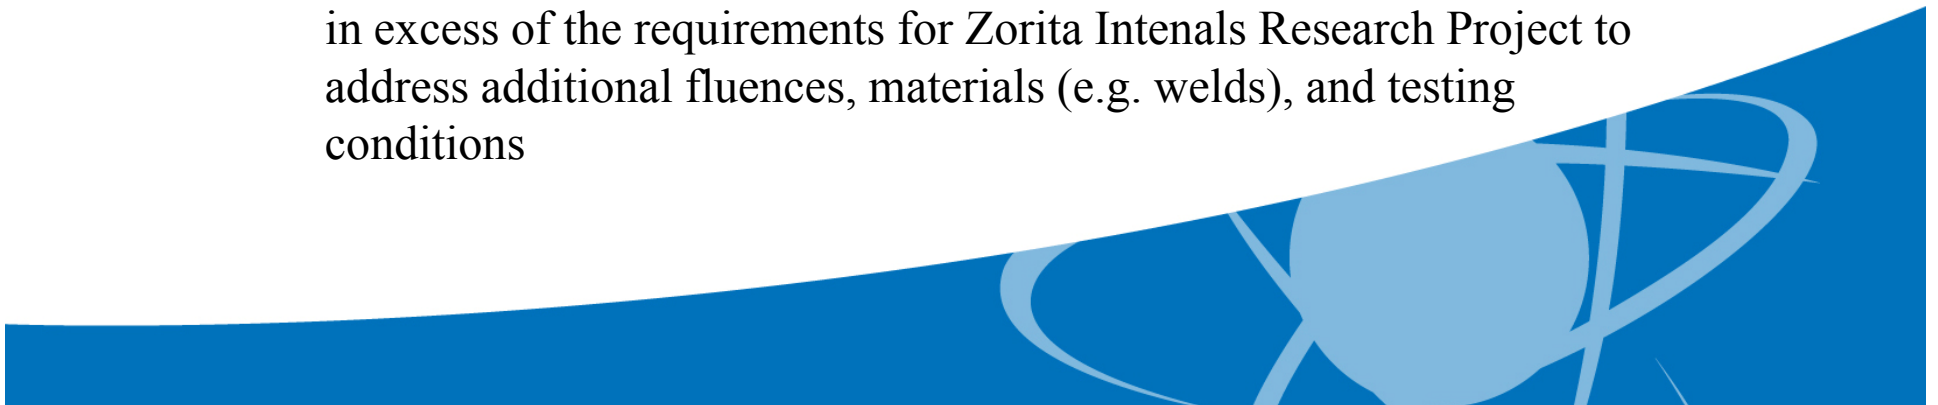 in excess of the requirements for Zorita Intenals Research Project to
address additional fluences, materials (e.g. welds), and testing
conditions